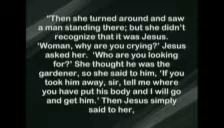 "Then she turned around and saw
a man standing there; but she didn't
recognize that it was Jesus.
'Woman, why are you crying?' Jesus
asked her. 'Who are you looking
for?' She thought he was the
gardener, so she said to him, 'If you
took him away, sir, tell me where
you have put his body and I will go
and get him.' Then Jesus simply
said to her,